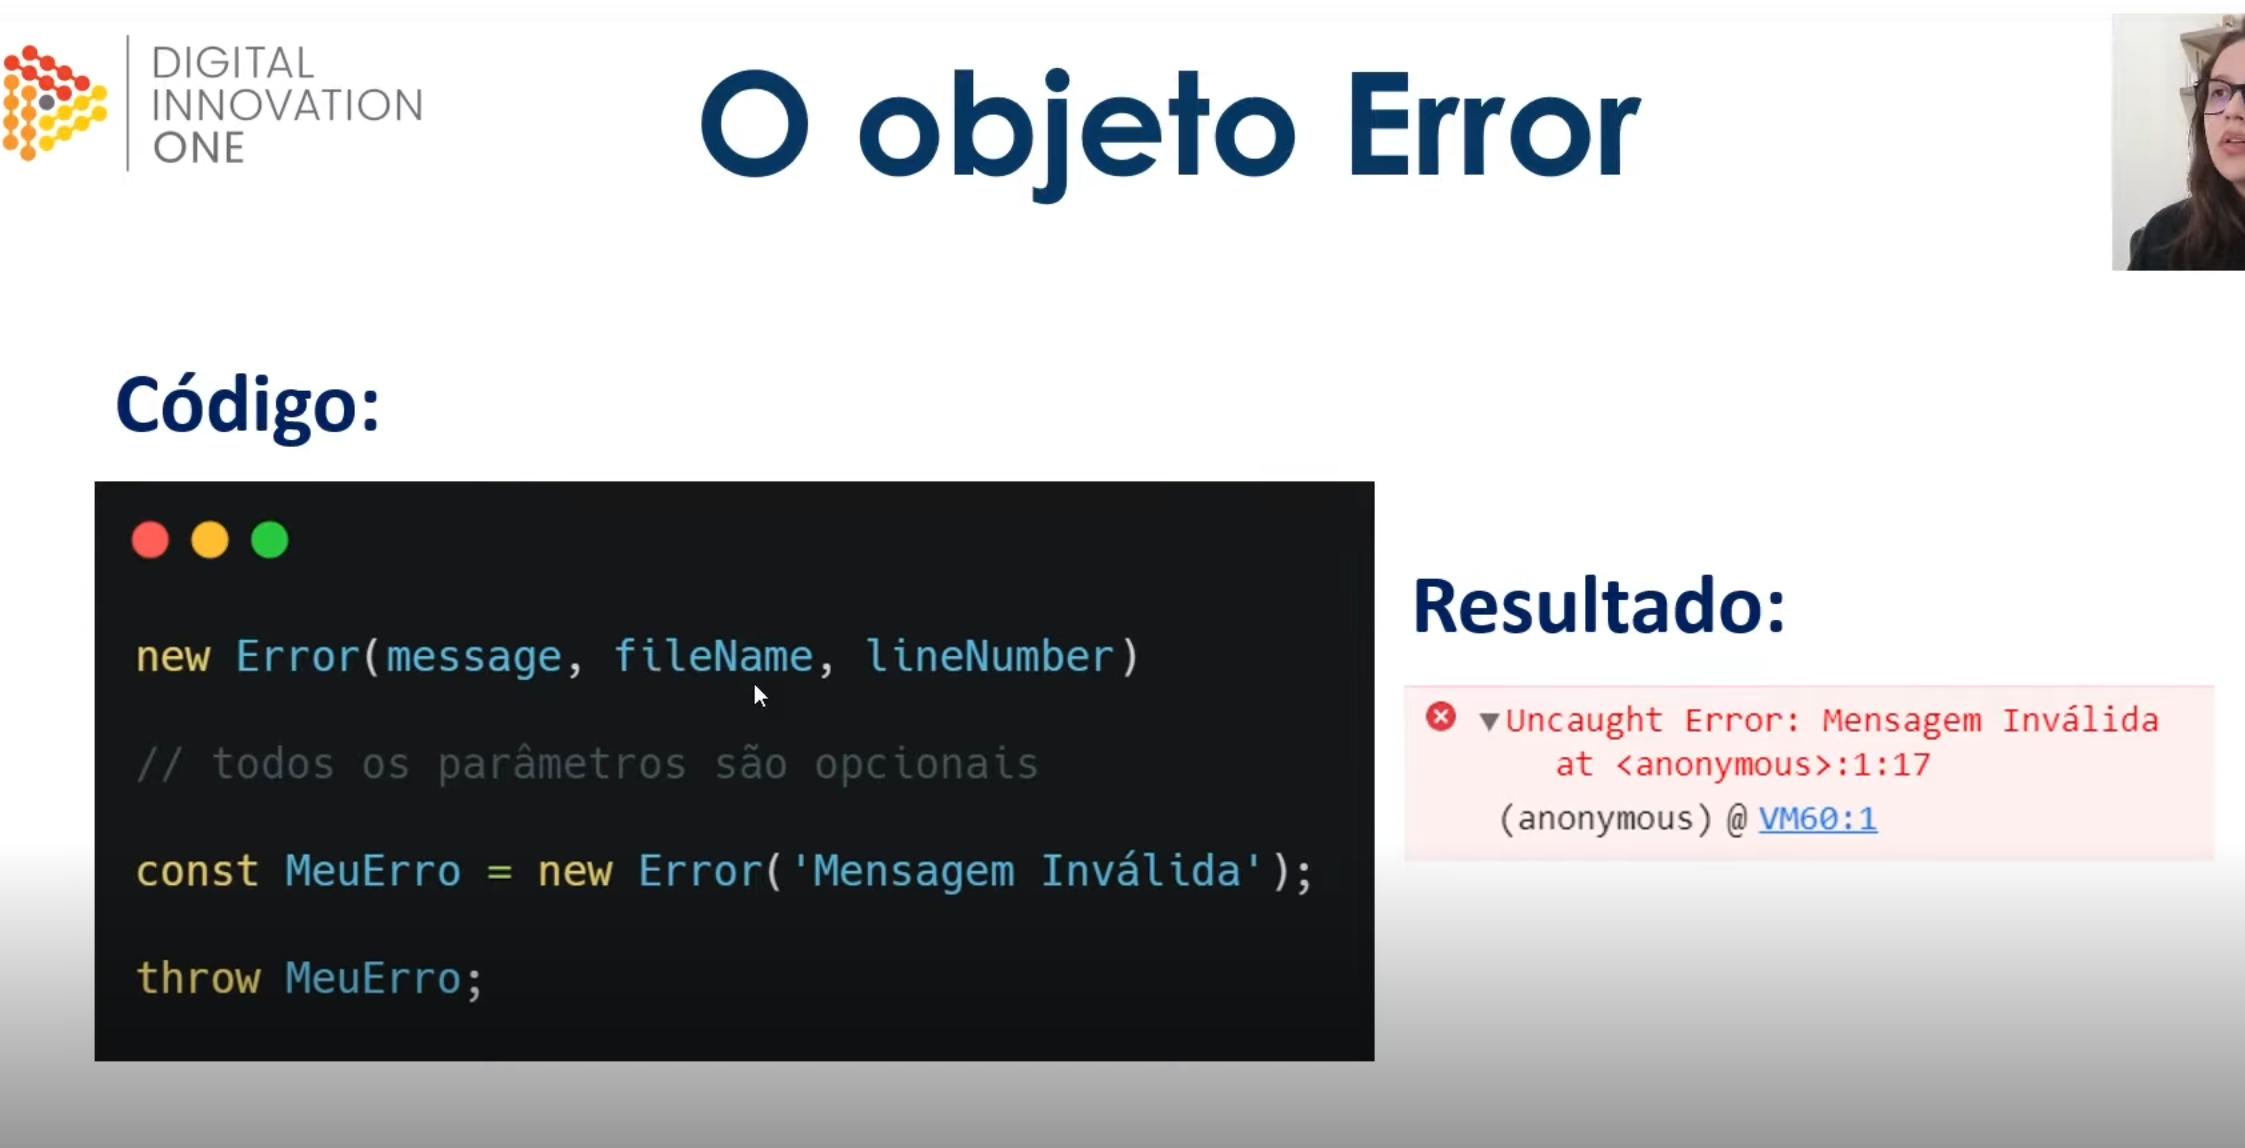 DIGITAL
INNOVATION
ONE
O objeto Error
Código:
new Error(message, fileName, lineNumber)
// todos os parâmetros são opcionais
const MeuErro = new Error('Mensagem Inválida');
throw MeuErro;
Resultado:
Uncaught Error: Mensagem Inválida
at <anonymous>:1:17
(anonymous) @ VM60:1